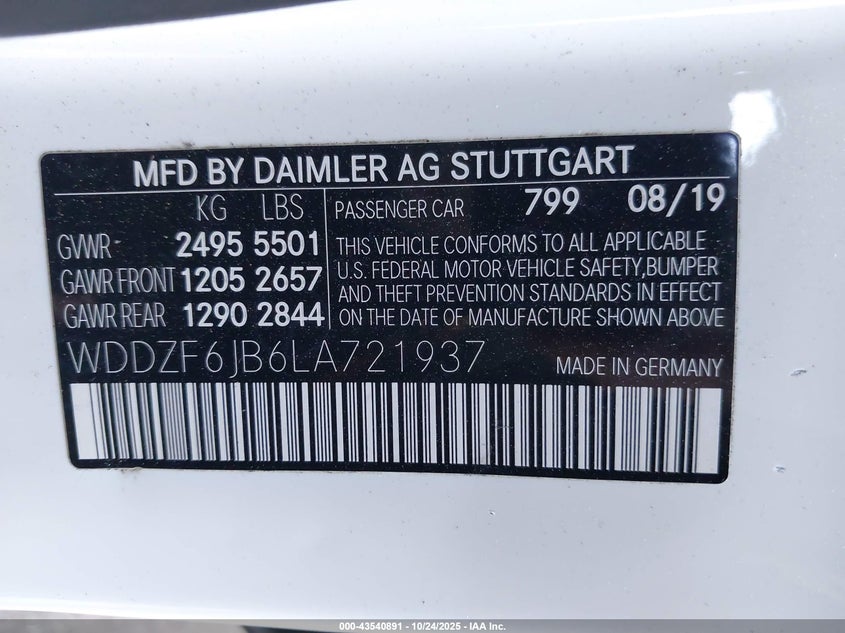 MFD BY DAIMLER AG STUTTGART
KG LBS
GVWR 2495 5501
GAWR FRONT 1205 2657
GAWR REAR 1290 2844
PASSENGER CAR 799 08/19
THIS VEHICLE CONFORMS TO ALL APPLICABLE
U.S. FEDERAL MOTOR VEHICLE SAFETY,BUMPER
AND THEFT PREVENTION STANDARDS IN EFFECT
ON THE DATE OF MANUFACTURE SHOWN ABOVE
WDDZF6JB6LA721937
MADE IN GERMANY
000-43540891 - 10/24/2025 - IAA Inc.